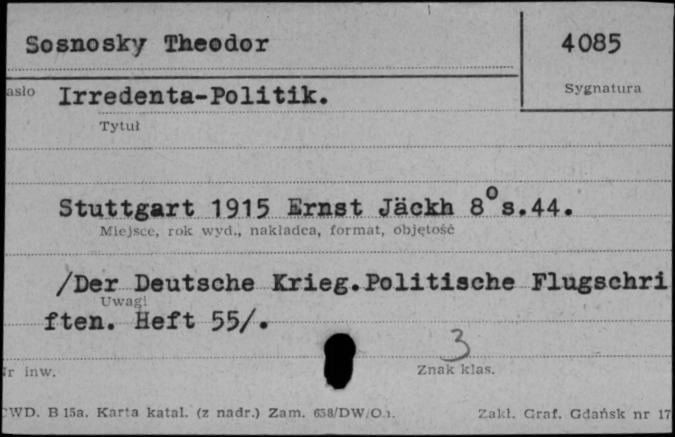 Sosnosky Theodor
4085
asło Irredenta-Politik.
Sygnatura
Tytuł
Stuttgart 1915 Ernst Jäckh 8° s.44.
Miejsce, rok wyd., nakładca, format, objętość
/Der Deutsche Krieg.Politische Flugschri
Uwagi
ften. Heft 55/.
3
Nr inw.
Znak klas.
CWD. B 15a. Karta katal. (z nadr.) Zam. 658/DW/O.
Zakł. Graf. Gdańsk nr 17